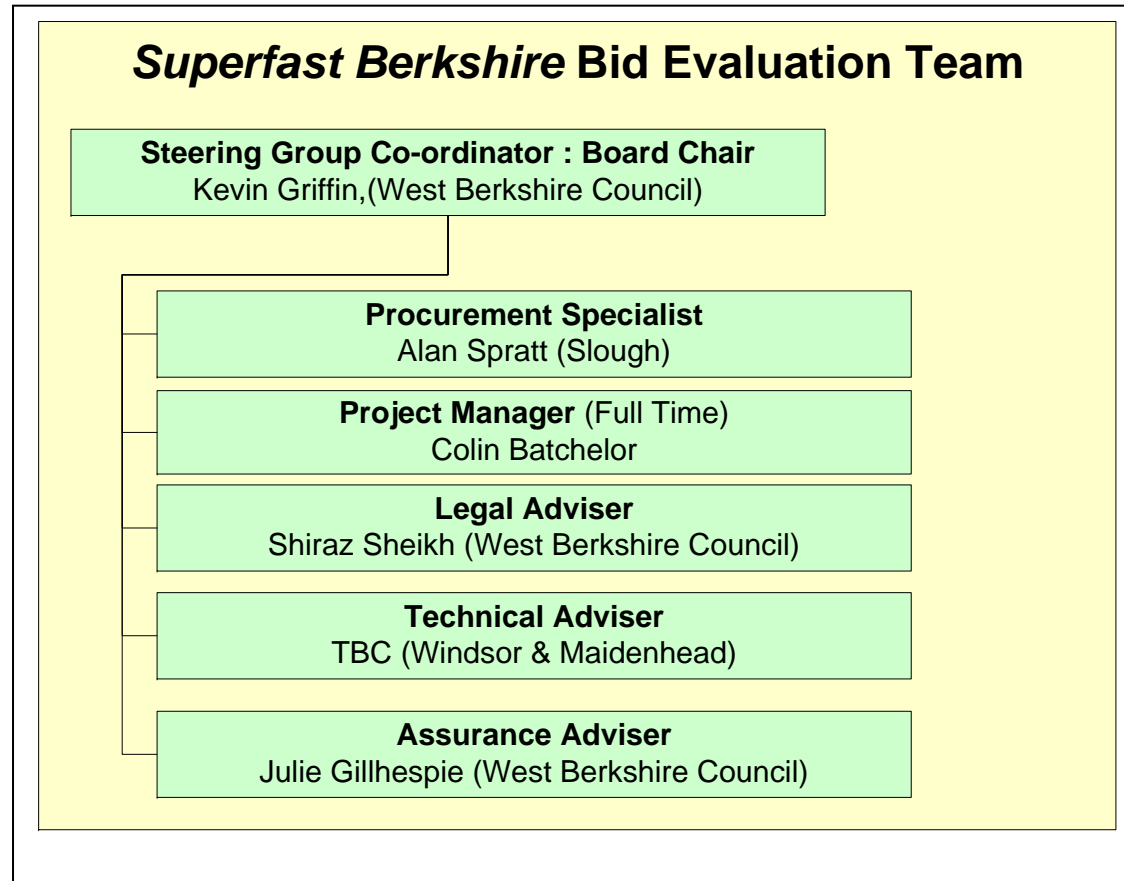 Superfast Berkshire Bid Evaluation Team
Steering Group Co-ordinator : Board Chair
Kevin Griffin,(West Berkshire Council)
Procurement Specialist
Alan Spratt (Slough)
Project Manager (Full Time)
Colin Batchelor
Legal Adviser
Shiraz Sheikh (West Berkshire Council)
Technical Adviser
TBC (Windsor & Maidenhead)
Assurance Adviser
Julie Gillhespie (West Berkshire Council)